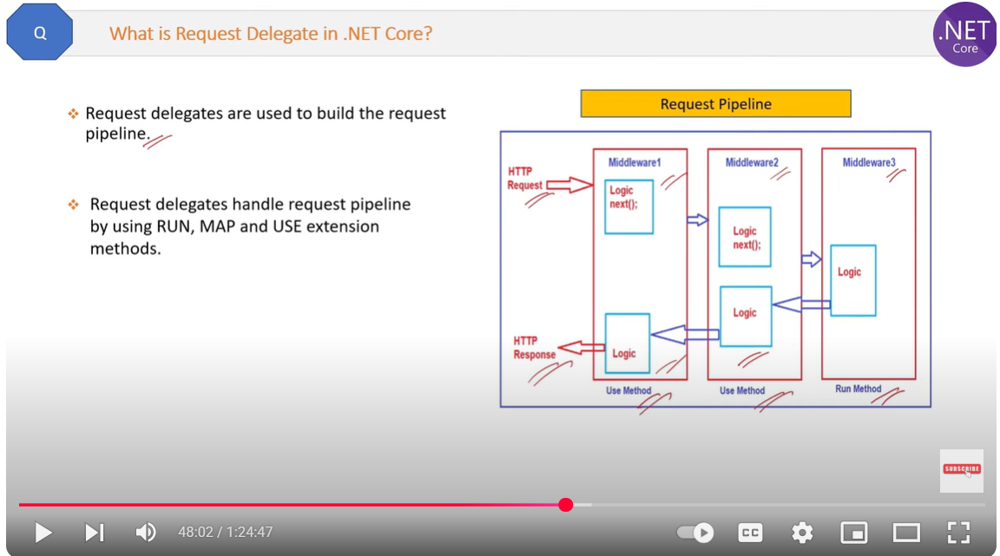 Q
What is Request Delegate in .NET Core?
.NET
Core
Request delegates are used to build the request
pipeline.
Request delegates handle request pipeline
by using RUN, MAP and USE extension
methods.
Request Pipeline
HTTP
Request
Middleware1
Logic
next();
Middleware2
Logic
next();
Middleware3
Logic
Logic
HTTP
Response
Logic
Use Method
Use Method
Run Method
SUBSCRIBE
48:02 / 1:24:47
CC